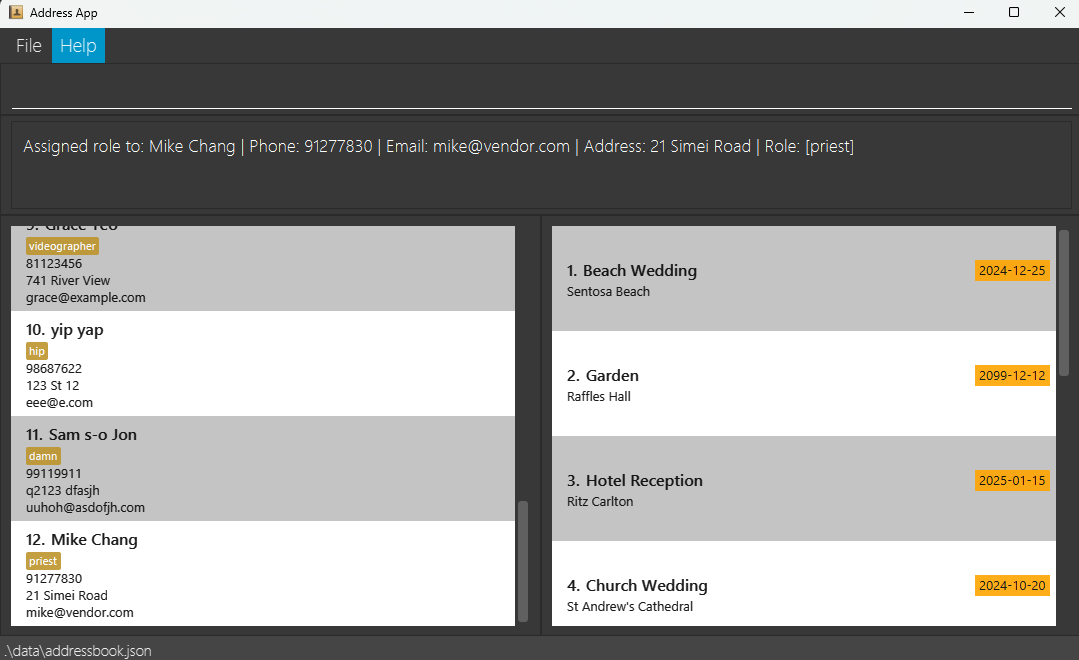 Address App
File Help
Assigned role to: Mike Chang | Phone: 91277830 | Email: mike@vendor.com | Address: 21 Simei Road | Role: [priest]
9. Grace Teo
videographer
81123456
741 River View
grace@example.com
10. yip yap
hip
98687622
123 St 12
eee@e.com
11. Sam s-o Jon
damn
99119911
q2123 dfasjh
uuhoh@asdofjh.com
12. Mike Chang
priest
91277830
21 Simei Road
mike@vendor.com
1. Beach Wedding
2024-12-25
Sentosa Beach
2. Garden
2099-12-12
Raffles Hall
3. Hotel Reception
2025-01-15
Ritz Carlton
4. Church Wedding
2024-10-20
St Andrew's Cathedral
.\data\addressbook.json